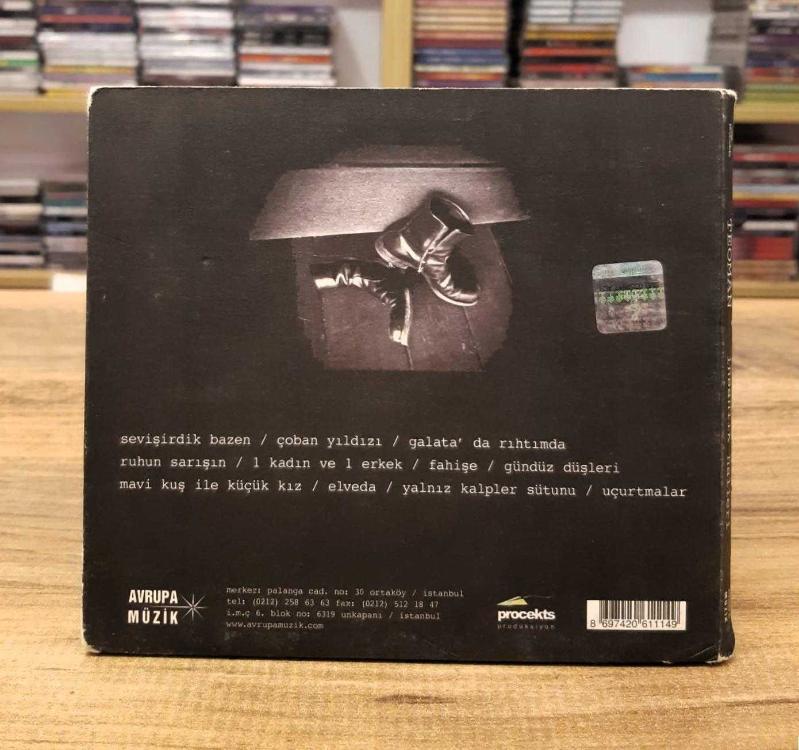 sevişirdik bazen / çoban yıldızı / galata' da rıhtımda
ruhun sarışın / 1 kadın ve 1 erkek / fahişe / gündüz düşleri
mavi kuş ile küçük kız / elveda / yalnız kalpler sütunu / uçurtmalar
AVRUPA
MÜZİK
merkez: palanga cad. no: 30 ortaköy / istanbul
tel: (0212) 258 63 63 fax: (0212) 512 18 47
i.m.ç 6. blok no: 6319 unkapanı / istanbul
www.avrupamuzik.com
procekts
produksiyon
8 697420 611149
TEOMAN